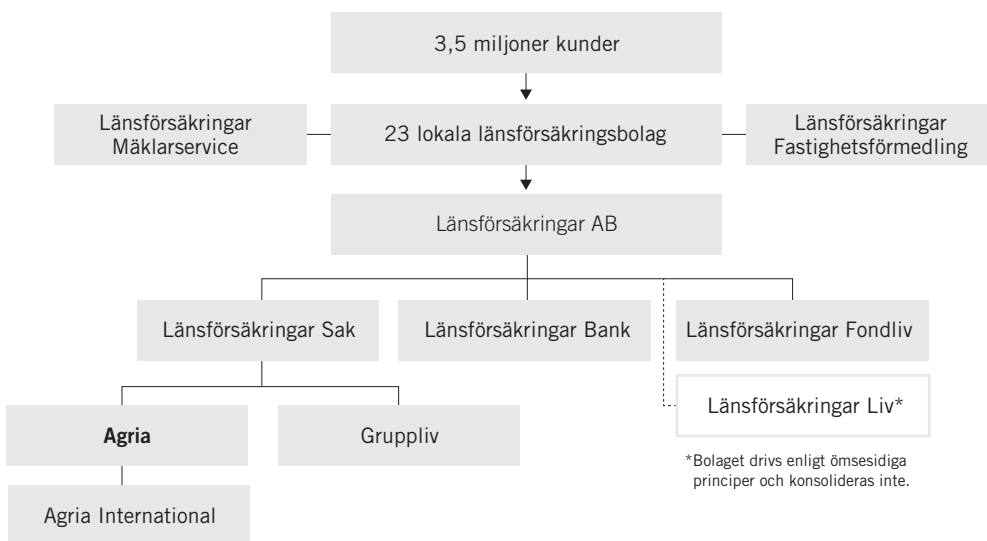 3,5 miljoner kunder
Länsförsäkringar
Mäklarservice
23 lokala länsförsäkringsbolag
Länsförsäkringar
Fastighetsförmedling
Länsförsäkringar AB
Länsförsäkringar Sak
Länsförsäkringar Bank
Länsförsäkringar Fondliv
Länsförsäkringar Liv*
Agria
Gruppliv
*Bolaget drivs enligt ömsesidiga
principer och konsolideras inte.
Agria International